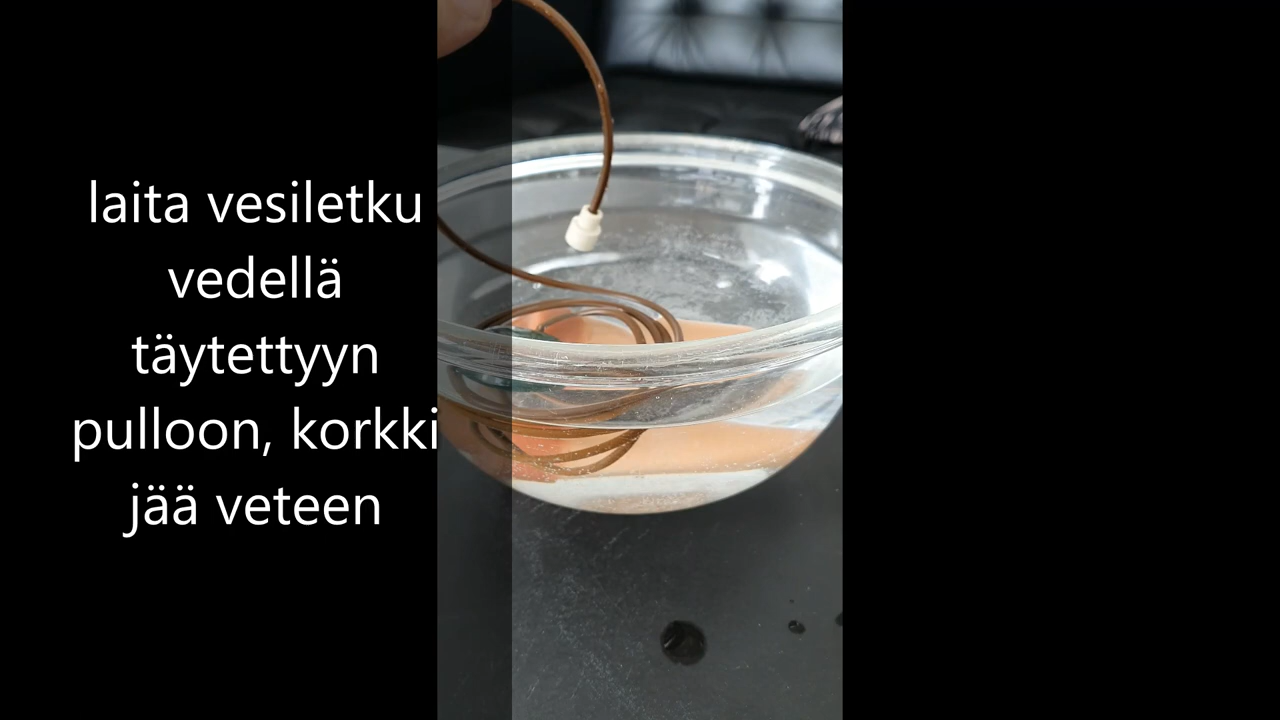 laita vesiletku
vedellä
täytettyyn
pulloon, korkki
jää veteen